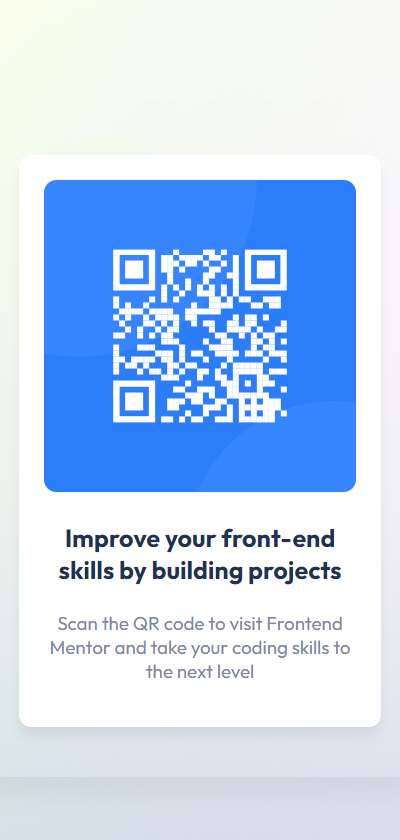 Improve your front-end
skills by building projects
Scan the QR code to visit Frontend
Mentor and take your coding skills to
the next level